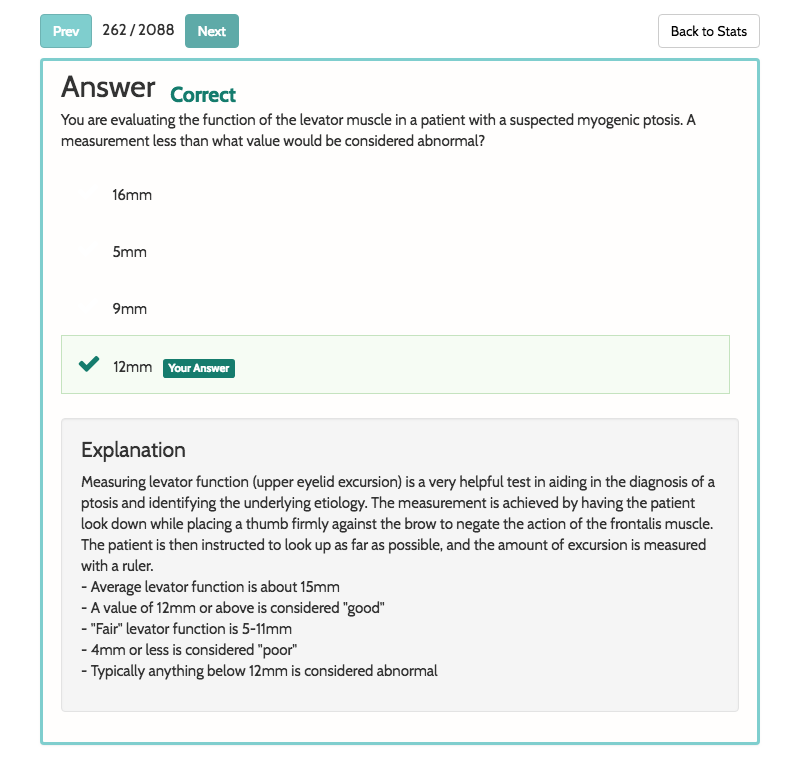 Prev 262 / 2088 Next Back to Stats
Answer Correct
You are evaluating the function of the levator muscle in a patient with a suspected myogenic ptosis. A
measurement less than what value would be considered abnormal?
16mm
5mm
9mm
12mm Your Answer
Explanation
Measuring levator function (upper eyelid excursion) is a very helpful test in aiding in the diagnosis of a
ptosis and identifying the underlying etiology. The measurement is achieved by having the patient
look down while placing a thumb firmly against the brow to negate the action of the frontalis muscle.
The patient is then instructed to look up as far as possible, and the amount of excursion is measured
with a ruler.
- Average levator function is about 15mm
- A value of 12mm or above is considered "good"
- "Fair" levator function is 5-11mm
- 4mm or less is considered "poor"
- Typically anything below 12mm is considered abnormal